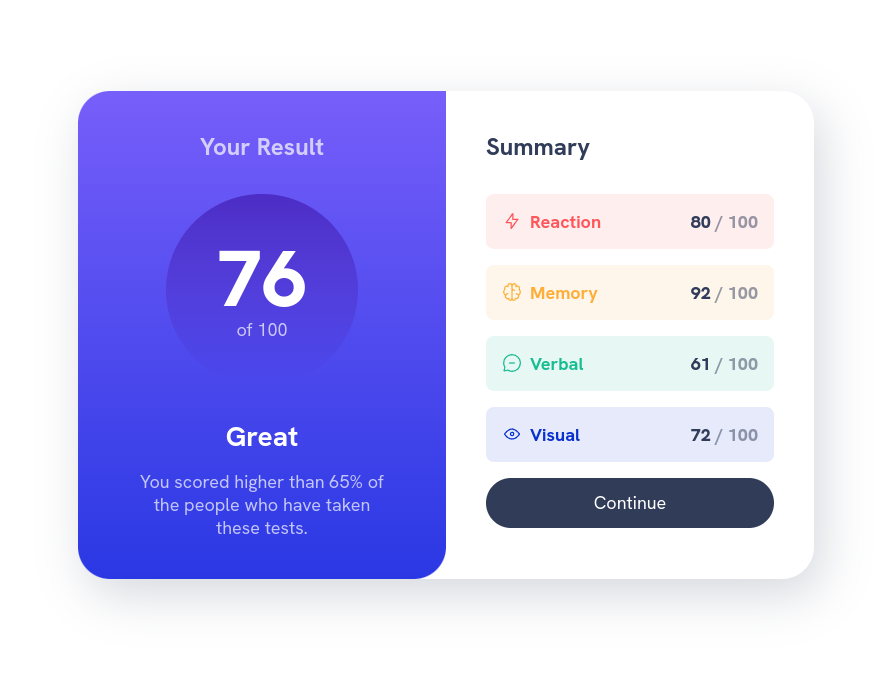 Your Result
76
of 100
Great
You scored higher than 65% of
the people who have taken
these tests.
Summary
Reaction 80 / 100
Memory 92 / 100
Verbal 61 / 100
Visual 72 / 100
Continue